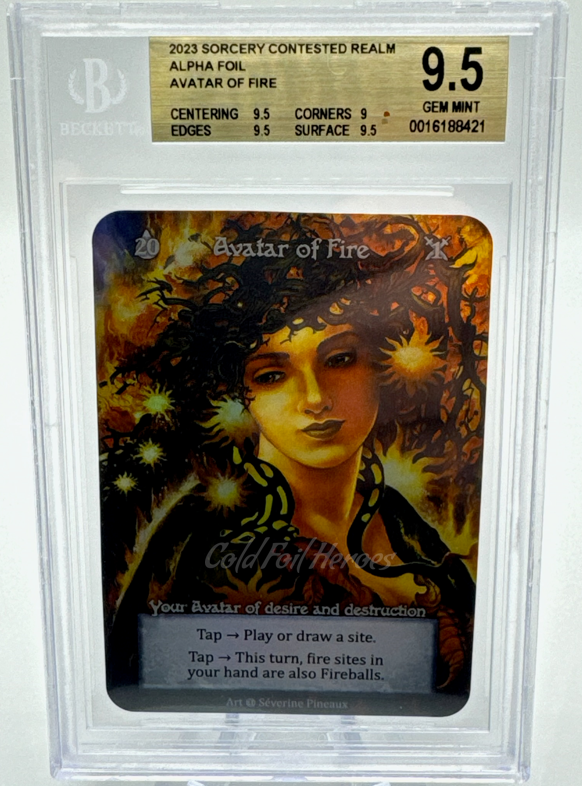 2023 SORCERY CONTESTED REALM
ALPHA FOIL
AVATAR OF FIRE
CENTERING 9.5 CORNERS 9
EDGES 9.5 SURFACE 9.5
9.5
GEM MINT
0016188421
B
BECKETT
20 Avatar of Fire 1
Cold Foil Heroes
Your Avatar of desire and destruction
Tap → Play or draw a site.
Tap → This turn, fire sites in
your hand are also Fireballs.
Art @ Séverine Pineaux